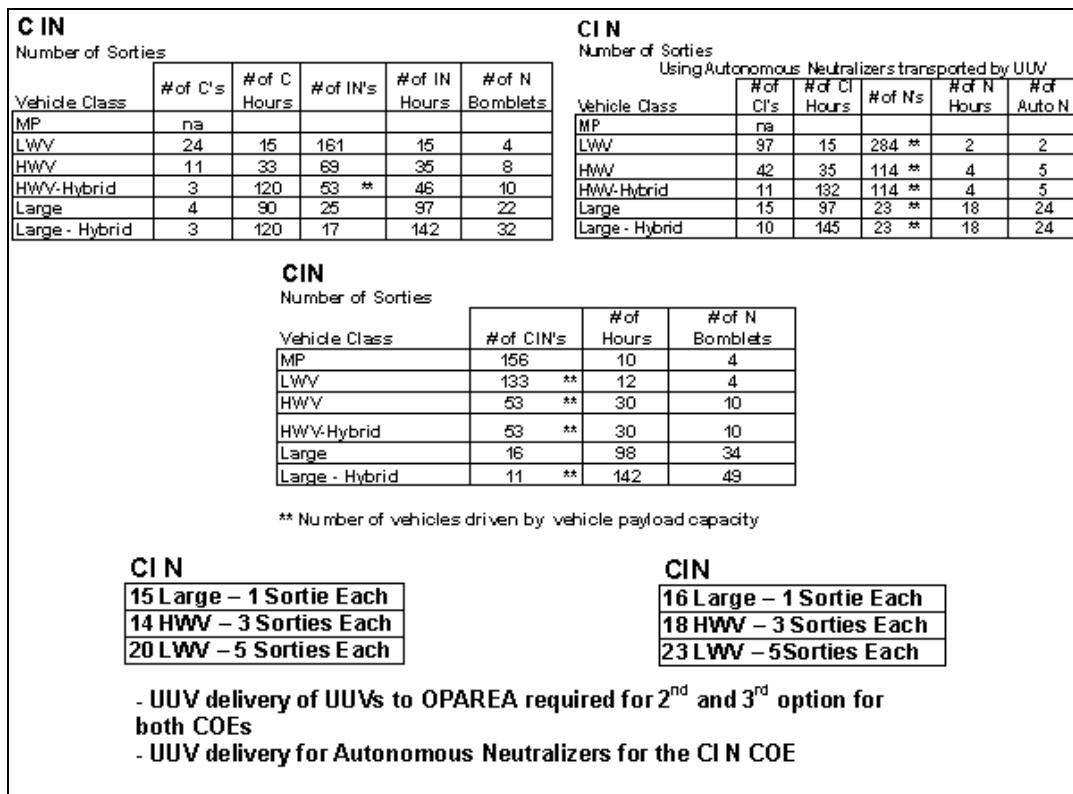 C IN
Number of Sorties
Vehicle Class | # of C's | # of C Hours | # of IN's | # of IN Hours | # of N Bomblets
MP | na
LWV | 24 | 15 | 161 | 15 | 4
HWV | 11 | 33 | 69 | 35 | 8
HWV-Hybrid | 3 | 120 | 53 ** | 46 | 10
Large | 4 | 90 | 25 | 97 | 22
Large - Hybrid | 3 | 120 | 17 | 142 | 32
CI N
Number of Sorties
Using Autonomous Neutralizers transported by UUV
Vehicle Class | # of CI's | # of CI Hours | # of N's | # of N Hours | # of Auto N
MP | na
LWV | 97 | 15 | 284 ** | 2 | 2
HWV | 42 | 35 | 114 ** | 4 | 5
HWV-Hybrid | 11 | 132 | 114 ** | 4 | 5
Large | 15 | 97 | 23 ** | 18 | 24
Large - Hybrid | 10 | 145 | 23 ** | 18 | 24
CIN
Number of Sorties
Vehicle Class | # of CIN's | # of Hours | # of N Bomblets
MP | 156 | 10 | 4
LWV | 133 ** | 12 | 4
HWV | 53 ** | 30 | 10
HWV-Hybrid | 53 ** | 30 | 10
Large | 16 | 98 | 34
Large - Hybrid | 11 ** | 142 | 49
** Number of vehicles driven by vehicle payload capacity
CI N
15 Large – 1 Sortie Each
14 HWV – 3 Sorties Each
20 LWV – 5 Sorties Each
CIN
16 Large – 1 Sortie Each
18 HWV – 3 Sorties Each
23 LWV – 5Sorties Each
- UUV delivery of UUVs to OPAREA required for 2nd and 3rd option for
both COEs
- UUV delivery for Autonomous Neutralizers for the CI N COE